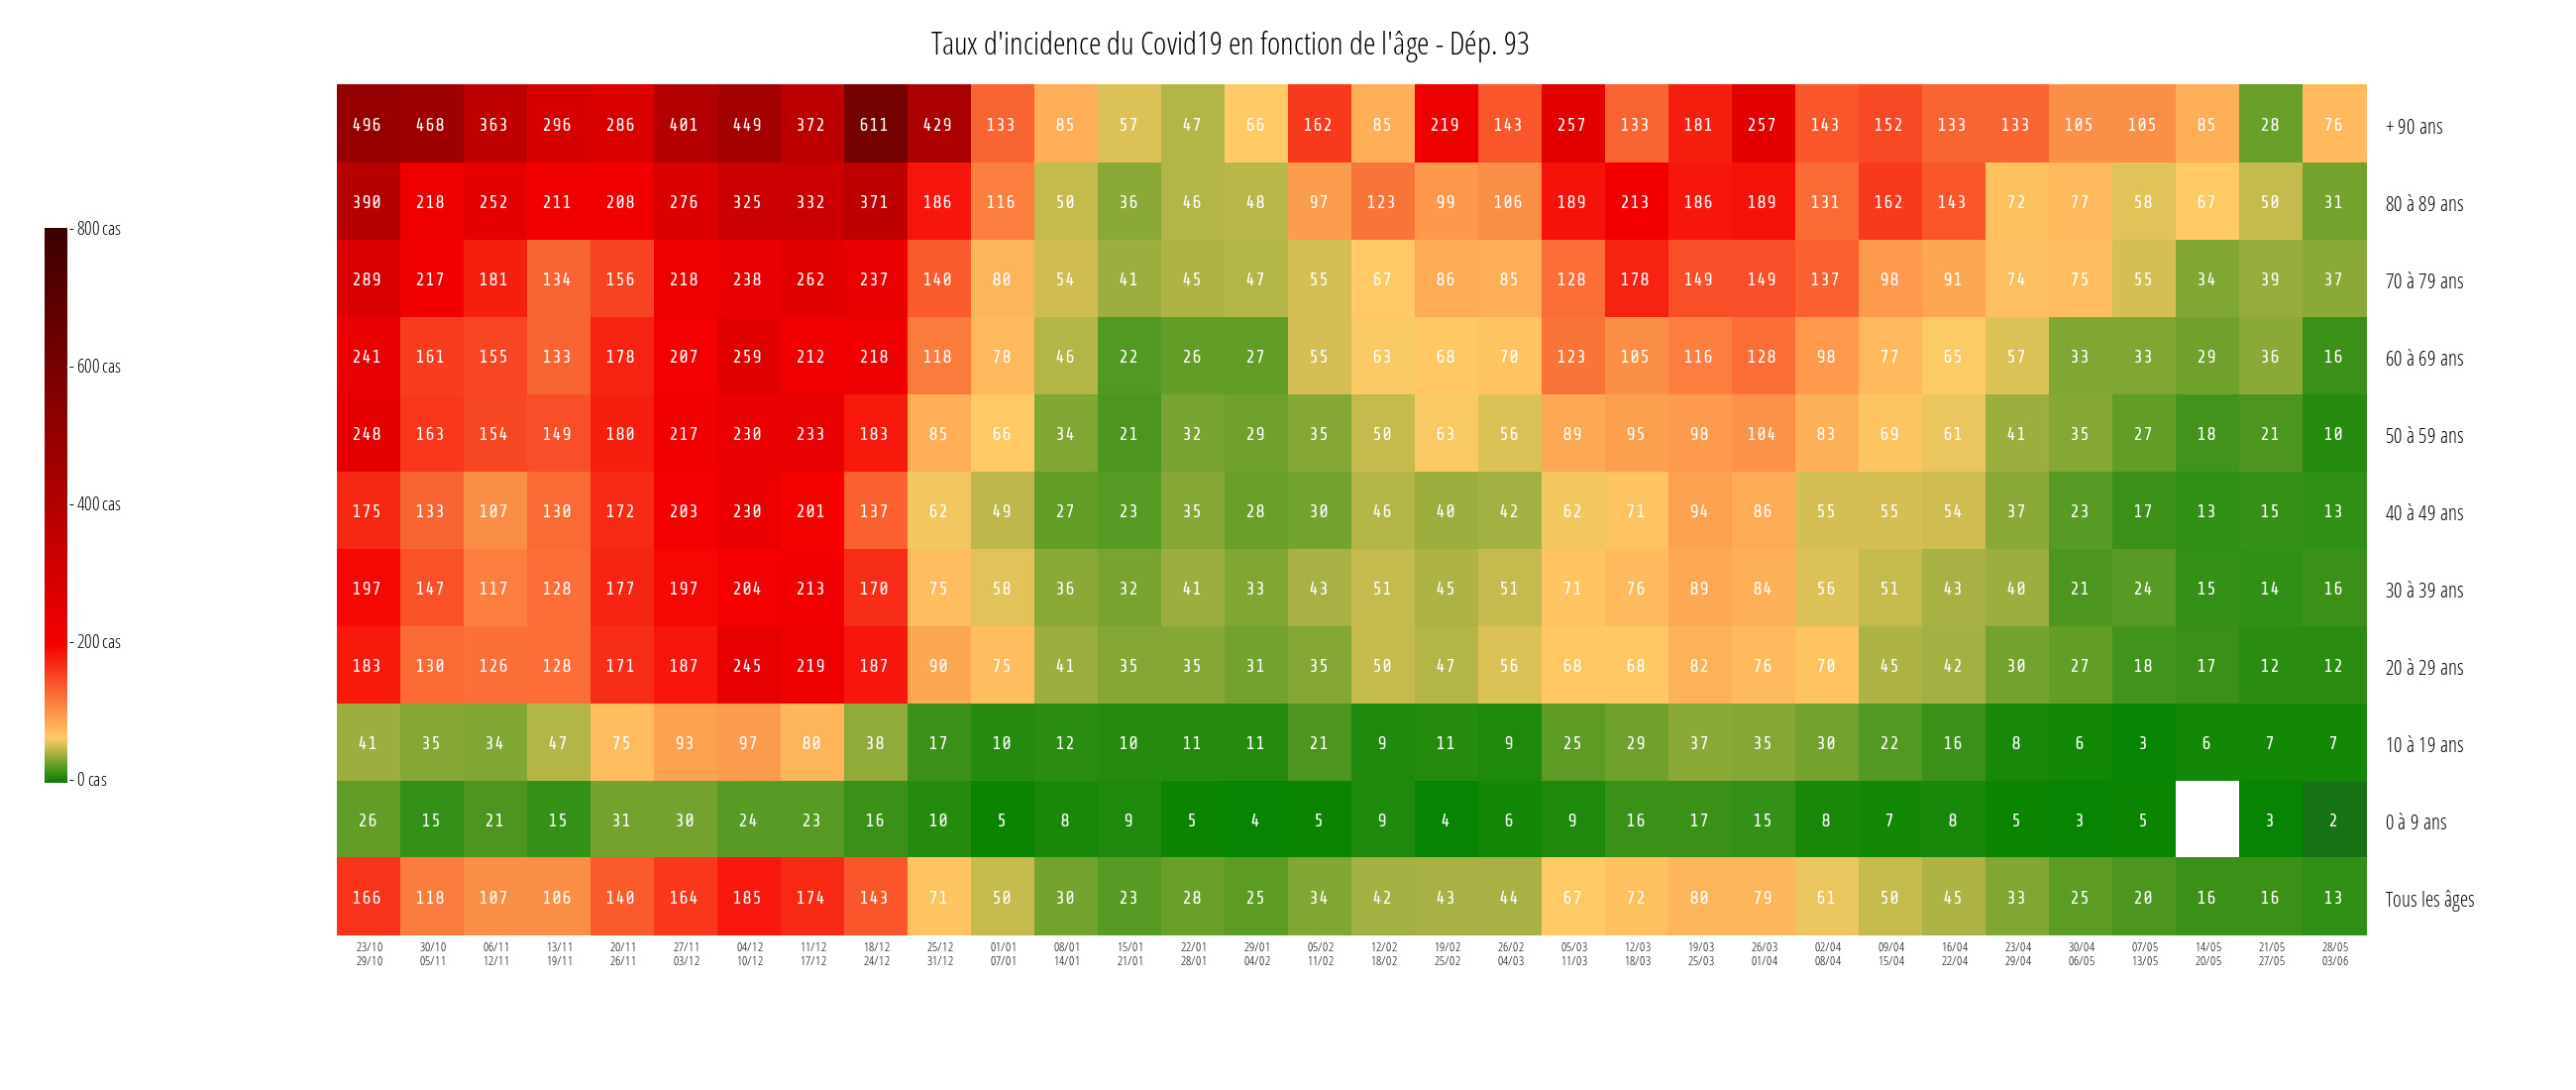 Taux d'incidence du Covid19 en fonction de l'âge - Dép. 93
- 800 cas
- 600 cas
- 400 cas
- 200 cas
- 0 cas
496 468 363 296 286 401 449 372 611 429 133 85 57 47 66 162 85 219 143 257 133 181 257 143 152 133 133 105 105 85 28 76 + 90 ans
390 218 252 211 208 276 325 332 371 186 116 50 36 46 48 97 123 99 106 189 213 186 189 131 162 143 72 77 58 67 50 31 80 à 89 ans
289 217 181 134 156 218 238 262 237 140 80 54 41 45 47 55 67 86 85 128 178 149 149 137 98 91 74 75 55 34 39 37 70 à 79 ans
241 161 155 133 178 207 259 212 218 118 78 46 22 26 27 55 63 68 70 123 105 116 128 98 77 65 57 33 33 29 36 16 60 à 69 ans
248 163 154 149 180 217 230 233 183 85 66 34 21 32 29 35 50 63 56 89 95 98 104 83 69 61 41 35 27 18 21 10 50 à 59 ans
175 133 107 130 172 203 230 201 137 62 49 27 23 35 28 30 46 40 42 62 71 94 86 55 55 54 37 23 17 13 15 13 40 à 49 ans
197 147 117 128 177 197 204 213 170 75 58 36 32 41 33 43 51 45 51 71 76 89 84 56 51 43 40 21 24 15 14 16 30 à 39 ans
183 130 126 128 171 187 245 219 187 90 75 41 35 35 31 35 50 47 56 68 68 82 76 70 45 42 30 27 18 17 12 12 20 à 29 ans
41 35 34 47 75 93 97 80 38 17 10 12 10 11 11 21 9 11 9 25 29 37 35 30 22 16 8 6 3 6 7 7 10 à 19 ans
26 15 21 15 31 30 24 23 16 10 5 8 9 5 4 5 9 4 6 9 16 17 15 8 7 8 5 3 5 3 2 0 à 9 ans
166 118 107 106 140 164 185 174 143 71 50 30 23 28 25 34 42 43 44 67 72 80 79 61 50 45 33 25 20 16 16 13 Tous les âges
23/10 30/10 06/11 13/11 20/11 27/11 04/12 11/12 18/12 25/12 01/01 08/01 15/01 22/01 29/01 05/02 12/02 19/02 26/02 05/03 12/03 19/03 26/03 02/04 09/04 16/04 23/04 30/04 07/05 14/05 21/05 28/05
29/10 05/11 12/11 19/11 26/11 03/12 10/12 17/12 24/12 31/12 07/01 14/01 21/01 28/01 04/02 11/02 18/02 25/02 04/03 11/03 18/03 25/03 01/04 08/04 15/04 22/04 29/04 06/05 13/05 20/05 27/05 03/06